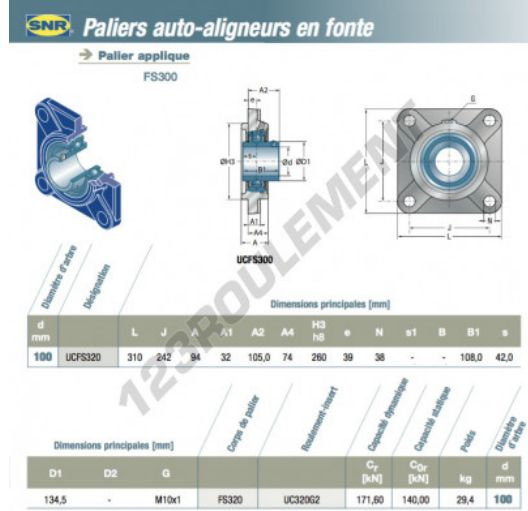 SNR Paliers auto-aligneurs en fonte
Palier applique
FS300
A2
e
G
ØH3
s
B1
Ød
ØD1
L
J
A1
A4
A
N
J
L
UCFS300
123ROULEMENT
Diamètre d'arbre
Désignation
Dimensions principales [mm]
d mm L J A A1 A2 A4 H3 h8 e N s1 B B1 s
100 UCFS320 310 242 94 32 105,0 74 260 39 38 - - 108,0 42,0
Dimensions principales [mm]
Corps de palier
Roulement-insert
Capacité dynamique
Capacité statique
Poids
Diamètre d'arbre
D1 D2 G Cr [kN] C0r [kN] kg d mm
134,5 - M10x1 FS320 UC320G2 171,60 140,00 29,4 100